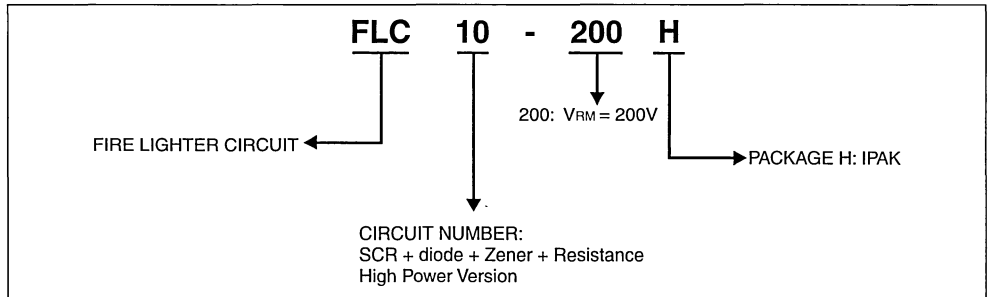 FLC 10 - 200 H
200: VRM = 200V
FIRE LIGHTER CIRCUIT
PACKAGE H: IPAK
CIRCUIT NUMBER:
SCR + diode + Zener + Resistance
High Power Version